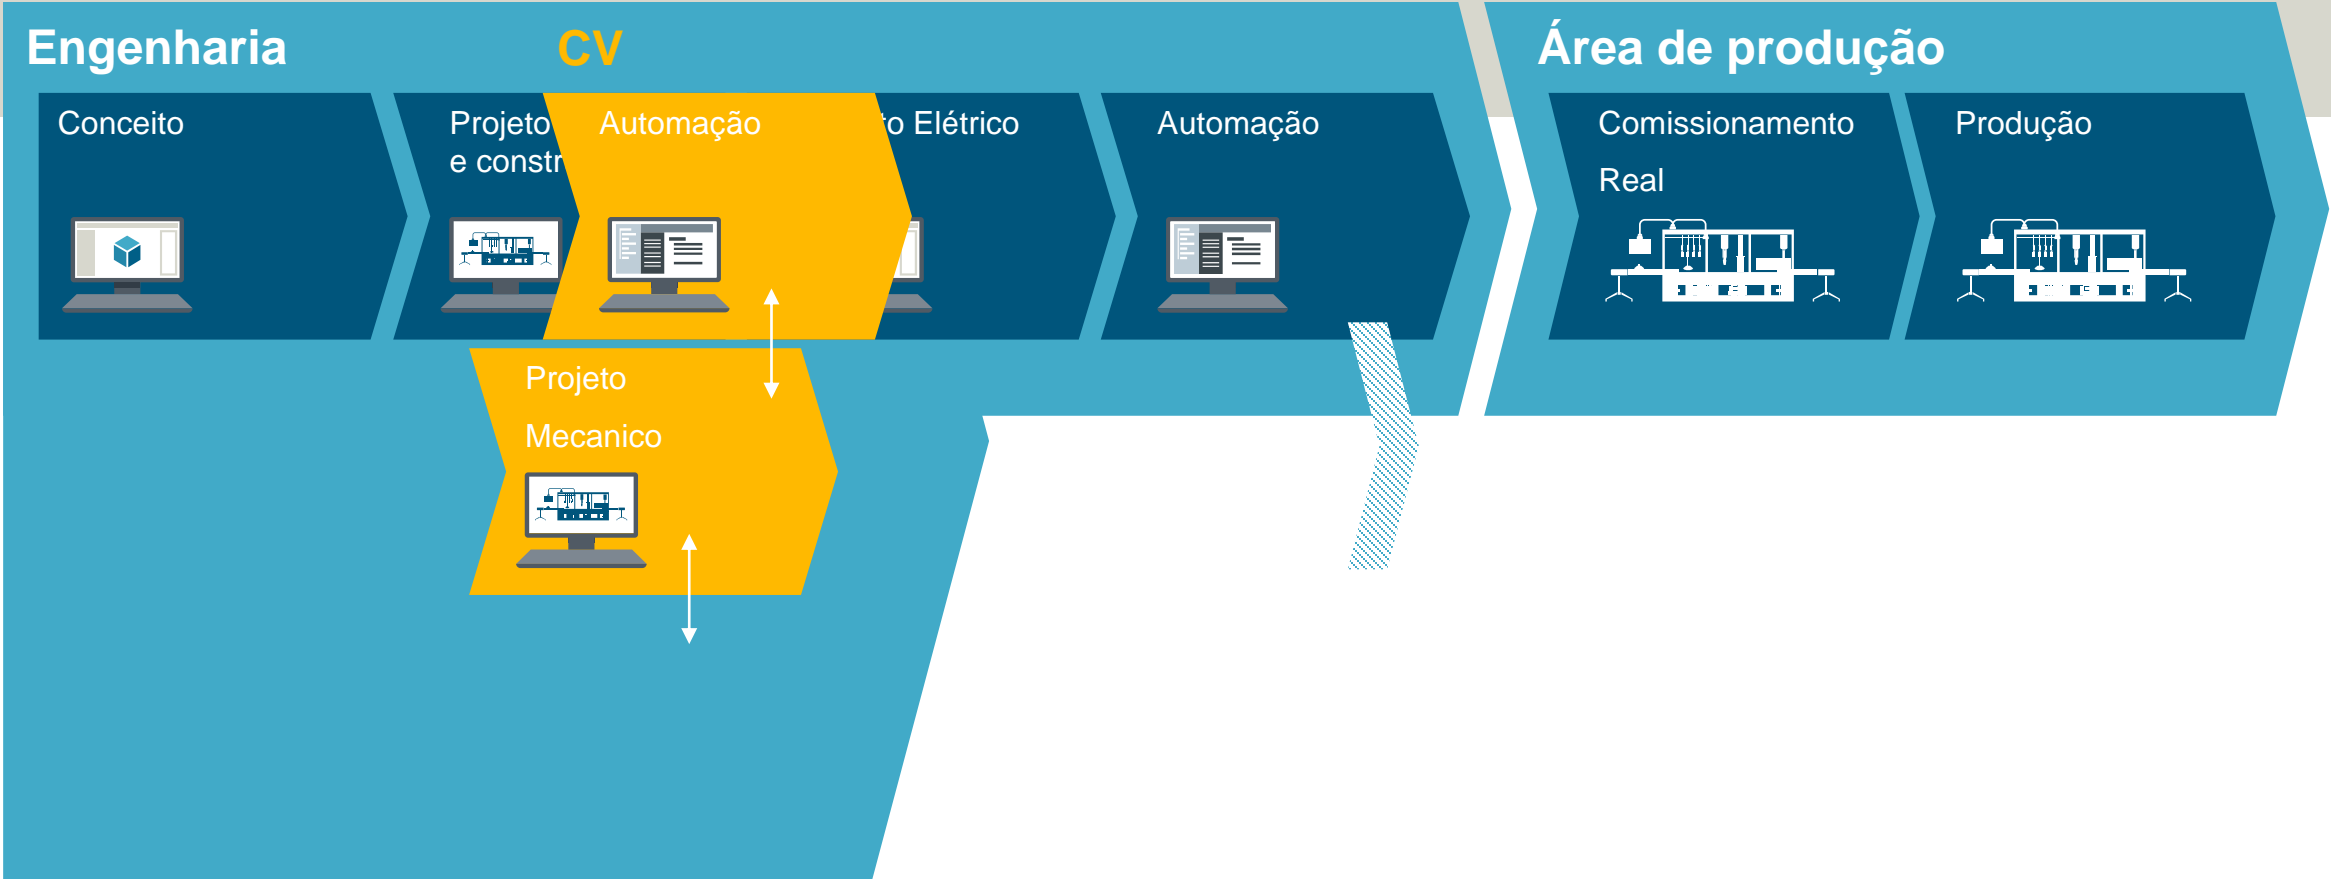 Engenharia
CV
Área de produção
Conceito
Projeto
e constr
Automação
o Elétrico
Automação
Comissionamento
Real
Produção
Projeto
Mecanico